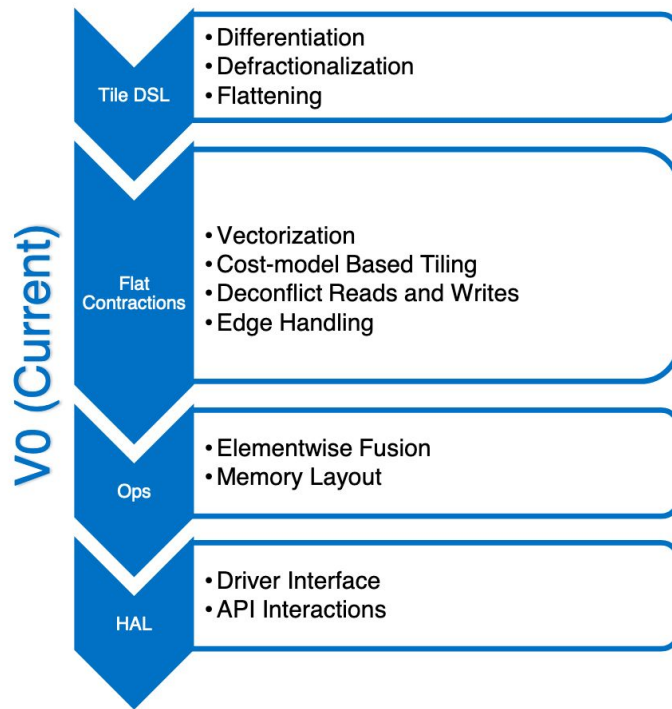 V0 (Current)
Tile DSL
• Differentiation
• Defractionalization
• Flattening
Flat
Contractions
• Vectorization
• Cost-model Based Tiling
• Deconflict Reads and Writes
• Edge Handling
Ops
• Elementwise Fusion
• Memory Layout
HAL
• Driver Interface
• API Interactions